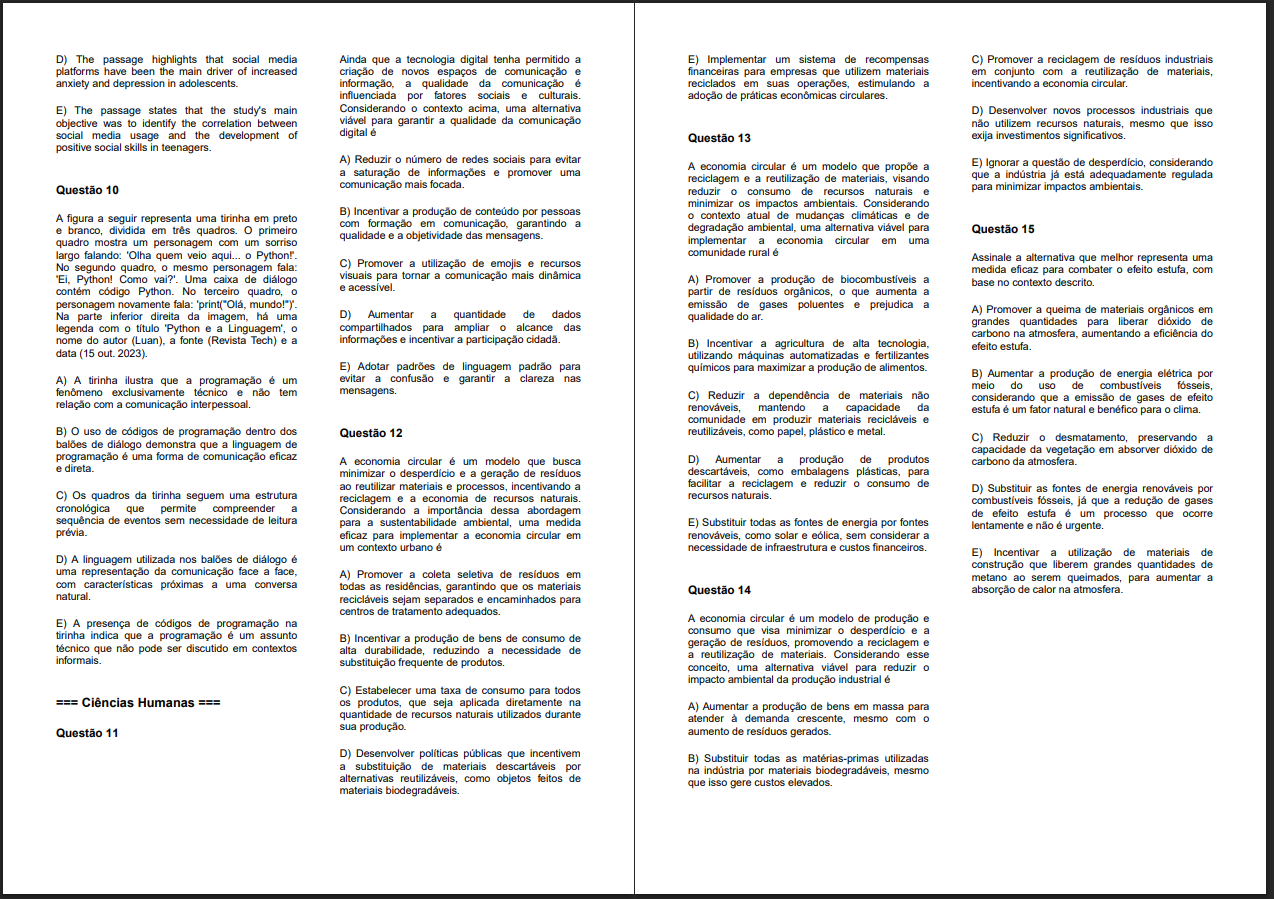 D) The passage highlights that social media
platforms have been the main driver of increased
anxiety and depression in adolescents.
E) The passage states that the study's main
objective was to identify the correlation between
social media usage and the development of
positive social skills in teenagers.
Questão 10
A figura a seguir representa uma tirinha em preto
e branco, dividida em três quadros. O primeiro
quadro mostra um personagem com um sorriso
largo falando: 'Olha quem veio aqui... o Python!'.
No segundo quadro, o mesmo personagem fala:
'Ei, Python! Como vai?'. Uma caixa de diálogo
contém código Python. No terceiro quadro, o
personagem novamente fala: 'print("Olá, mundo!")'.
Na parte inferior direita da imagem, há uma
legenda com o título 'Python e a Linguagem', o
nome do autor (Luan), a fonte (Revista Tech) e a
data (15 out. 2023).
A) A tirinha ilustra que a programação é um
fenômeno exclusivamente técnico e não tem
relação com a comunicação interpessoal.
B) O uso de códigos de programação dentro dos
balões de diálogo demonstra que a linguagem de
programação é uma forma de comunicação eficaz
e direta.
C) Os quadros da tirinha seguem uma estrutura
cronológica que permite compreender a
sequência de eventos sem necessidade de leitura
prévia.
D) A linguagem utilizada nos balões de diálogo é
uma representação da comunicação face a face,
com características próximas a uma conversa
natural.
E) A presença de códigos de programação na
tirinha indica que a programação é um assunto
técnico que não pode ser discutido em contextos
informais.
=== Ciências Humanas ===
Questão 11
Ainda que a tecnologia digital tenha permitido a
criação de novos espaços de comunicação e
informação, a qualidade da comunicação é
influenciada por fatores sociais e culturais.
Considerando o contexto acima, uma alternativa
viável para garantir a qualidade da comunicação
digital é
A) Reduzir o número de redes sociais para evitar
a saturação de informações e promover uma
comunicação mais focada.
B) Incentivar a produção de conteúdo por pessoas
com formação em comunicação, garantindo a
qualidade e a objetividade das mensagens.
C) Promover a utilização de emojis e recursos
visuais para tornar a comunicação mais dinâmica
e acessível.
D) Aumentar a quantidade de dados
compartilhados para ampliar o alcance das
informações e incentivar a participação cidadã.
E) Adotar padrões de linguagem padrão para
evitar a confusão e garantir a clareza nas
mensagens.
Questão 12
A economia circular é um modelo que busca
minimizar o desperdício e a geração de resíduos
ao reutilizar materiais e processos, incentivando a
reciclagem e a economia de recursos naturais.
Considerando a importância dessa abordagem
para a sustentabilidade ambiental, uma medida
eficaz para implementar a economia circular em
um contexto urbano é
A) Promover a coleta seletiva de resíduos em
todas as residências, garantindo que os materiais
recicláveis sejam separados e encaminhados para
centros de tratamento adequados.
B) Incentivar a produção de bens de consumo de
alta durabilidade, reduzindo a necessidade de
substituição frequente de produtos.
C) Estabelecer uma taxa de consumo para todos
os produtos, que seja aplicada diretamente na
quantidade de recursos naturais utilizados durante
sua produção.
D) Desenvolver políticas públicas que incentivem
a substituição de materiais descartáveis por
alternativas reutilizáveis, como objetos feitos de
materiais biodegradáveis.
E) Implementar um sistema de recompensas
financeiras para empresas que utilizem materiais
reciclados em suas operações, estimulando a
adoção de práticas econômicas circulares.
Questão 13
A economia circular é um modelo que propõe a
reciclagem e a reutilização de materiais, visando
reduzir o consumo de recursos naturais e
minimizar os impactos ambientais. Considerando
o contexto atual de mudanças climáticas e de
degradação ambiental, uma alternativa viável para
implementar a economia circular em uma
comunidade rural é
A) Promover a produção de biocombustíveis a
partir de resíduos orgânicos, o que aumenta a
emissão de gases poluentes e prejudica a
qualidade do ar.
B) Incentivar a agricultura de alta tecnologia,
utilizando máquinas automatizadas e fertilizantes
químicos para maximizar a produção de alimentos.
C) Reduzir a dependência de materiais não
renováveis, mantendo a capacidade da
comunidade em produzir materiais recicláveis e
reutilizáveis, como papel, plástico e metal.
D) Aumentar a produção de produtos
descartáveis, como embalagens plásticas, para
facilitar a reciclagem e reduzir o consumo de
recursos naturais.
E) Substituir todas as fontes de energia por fontes
renováveis, como solar e eólica, sem considerar a
necessidade de infraestrutura e custos financeiros.
Questão 14
A economia circular é um modelo de produção e
consumo que visa minimizar o desperdício e a
geração de resíduos, promovendo a reciclagem e
a reutilização de materiais. Considerando esse
conceito, uma alternativa viável para reduzir o
impacto ambiental da produção industrial é
A) Aumentar a produção de bens em massa para
atender à demanda crescente, mesmo com o
aumento de resíduos gerados.
B) Substituir todas as matérias-primas utilizadas
na indústria por materiais biodegradáveis, mesmo
que isso gere custos elevados.
C) Promover a reciclagem de resíduos industriais
em conjunto com a reutilização de materiais,
incentivando a economia circular.
D) Desenvolver novos processos industriais que
não utilizem recursos naturais, mesmo que isso
exija investimentos significativos.
E) Ignorar a questão de desperdício, considerando
que a indústria já está adequadamente regulada
para minimizar impactos ambientais.
Questão 15
Assinale a alternativa que melhor representa uma
medida eficaz para combater o efeito estufa, com
base no contexto descrito.
A) Promover a queima de materiais orgânicos em
grandes quantidades para liberar dióxido de
carbono na atmosfera, aumentando a eficiência do
efeito estufa.
B) Aumentar a produção de energia elétrica por
meio do uso de combustíveis fósseis,
considerando que a emissão de gases de efeito
estufa é um fator natural e benéfico para o clima.
C) Reduzir o desmatamento, preservando a
capacidade da vegetação em absorver dióxido de
carbono da atmosfera.
D) Substituir as fontes de energia renováveis por
combustíveis fósseis, já que a redução de gases
de efeito estufa é um processo que ocorre
lentamente e não é urgente.
E) Incentivar a utilização de materiais de
construção que liberem grandes quantidades de
metano ao serem queimados, para aumentar a
absorção de calor na atmosfera.